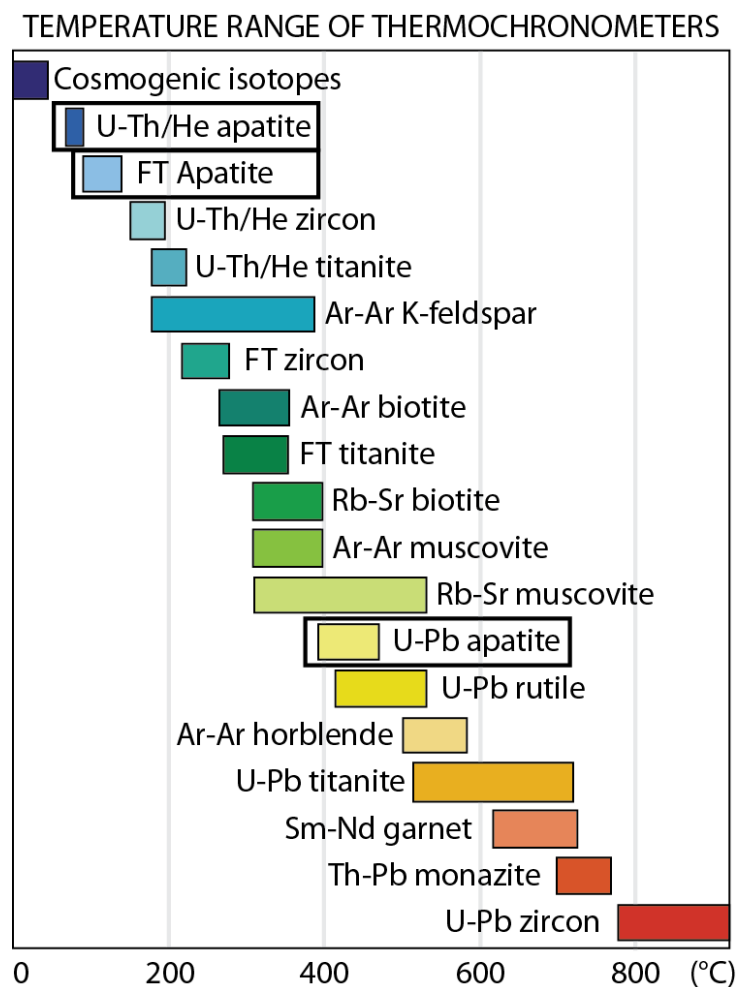 TEMPERATURE RANGE OF THERMOCHRONOMETERS
Cosmogenic isotopes
U-Th/He apatite
FT Apatite
U-Th/He zircon
U-Th/He titanite
Ar-Ar K-feldspar
FT zircon
Ar-Ar biotite
FT titanite
Rb-Sr biotite
Ar-Ar muscovite
Rb-Sr muscovite
U-Pb apatite
U-Pb rutile
Ar-Ar horblende
U-Pb titanite
Sm-Nd garnet
Th-Pb monazite
U-Pb zircon
0 200 400 600 800 (°C)